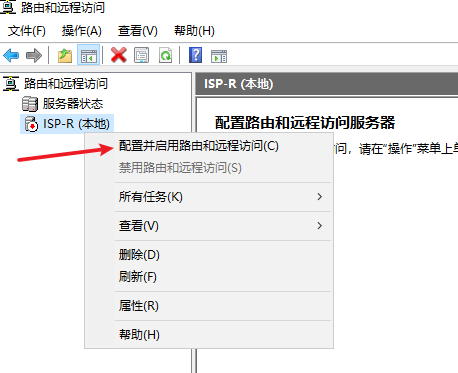 路由和远程访问
文件(F) 操作(A) 查看(V) 帮助(H)
路由和远程访问
服务器状态
ISP-R (本地)
ISP-R (本地)
配置路由和远程访问服务器
问，请在"操作"菜单上单
配置并启用路由和远程访问(C)
禁用路由和远程访问(S)
所有任务(K)
查看(V)
删除(D)
刷新(F)
属性(R)
帮助(H)